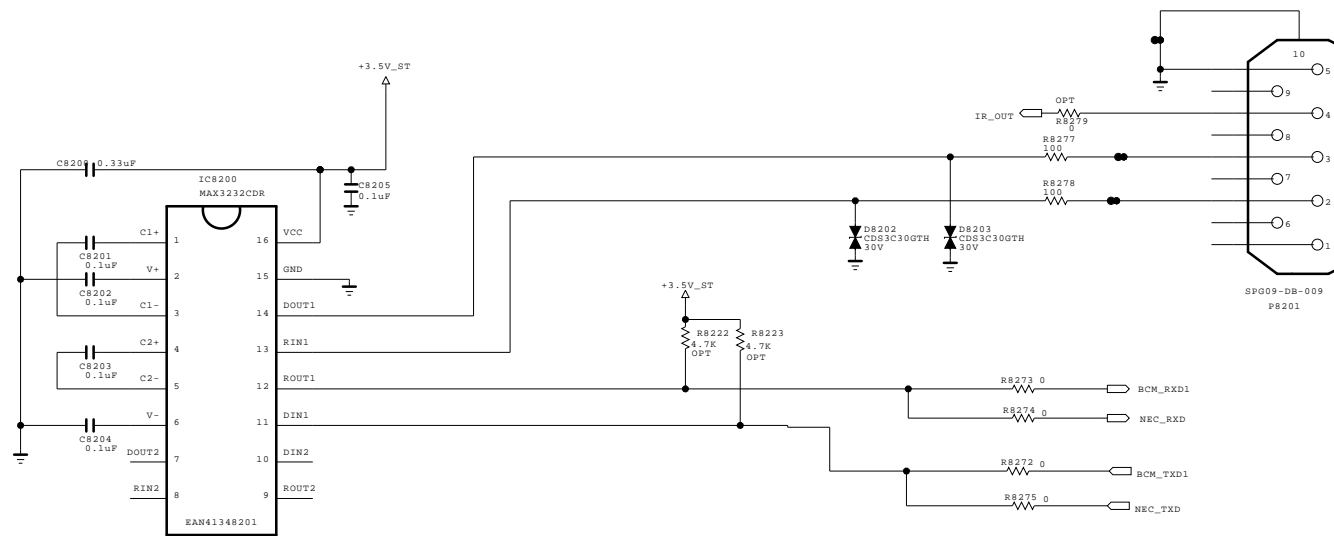 +3.5V_ST
10
5
9
OPT
IR_OUT
4
R8279
0
8
R8277
100
3
7
R8278
100
2
6
1
SPG09-DB-009
P8201
C8200 0.33uF
C8205
0.1uF
IC8200
MAX3232CDR
C1+
1
16
VCC
C8201
0.1uF
V+
2
15
GND
C8202
0.1uF
C1-
3
14
DOUT1
C2+
4
13
RIN1
C8203
0.1uF
C2-
5
12
ROUT1
V-
6
11
DIN1
C8204
0.1uF
DOUT2
7
10
DIN2
RIN2
8
9
ROUT2
EAN41348201
D8202
CDS3C30GTH
30V
D8203
CDS3C30GTH
30V
+3.5V_ST
R8222
4.7K
OPT
R8223
4.7K
OPT
R8273 0
BCM_RXD1
R8274 0
NEC_RXD
R8272 0
BCM_TXD1
R8275 0
NEC_TXD